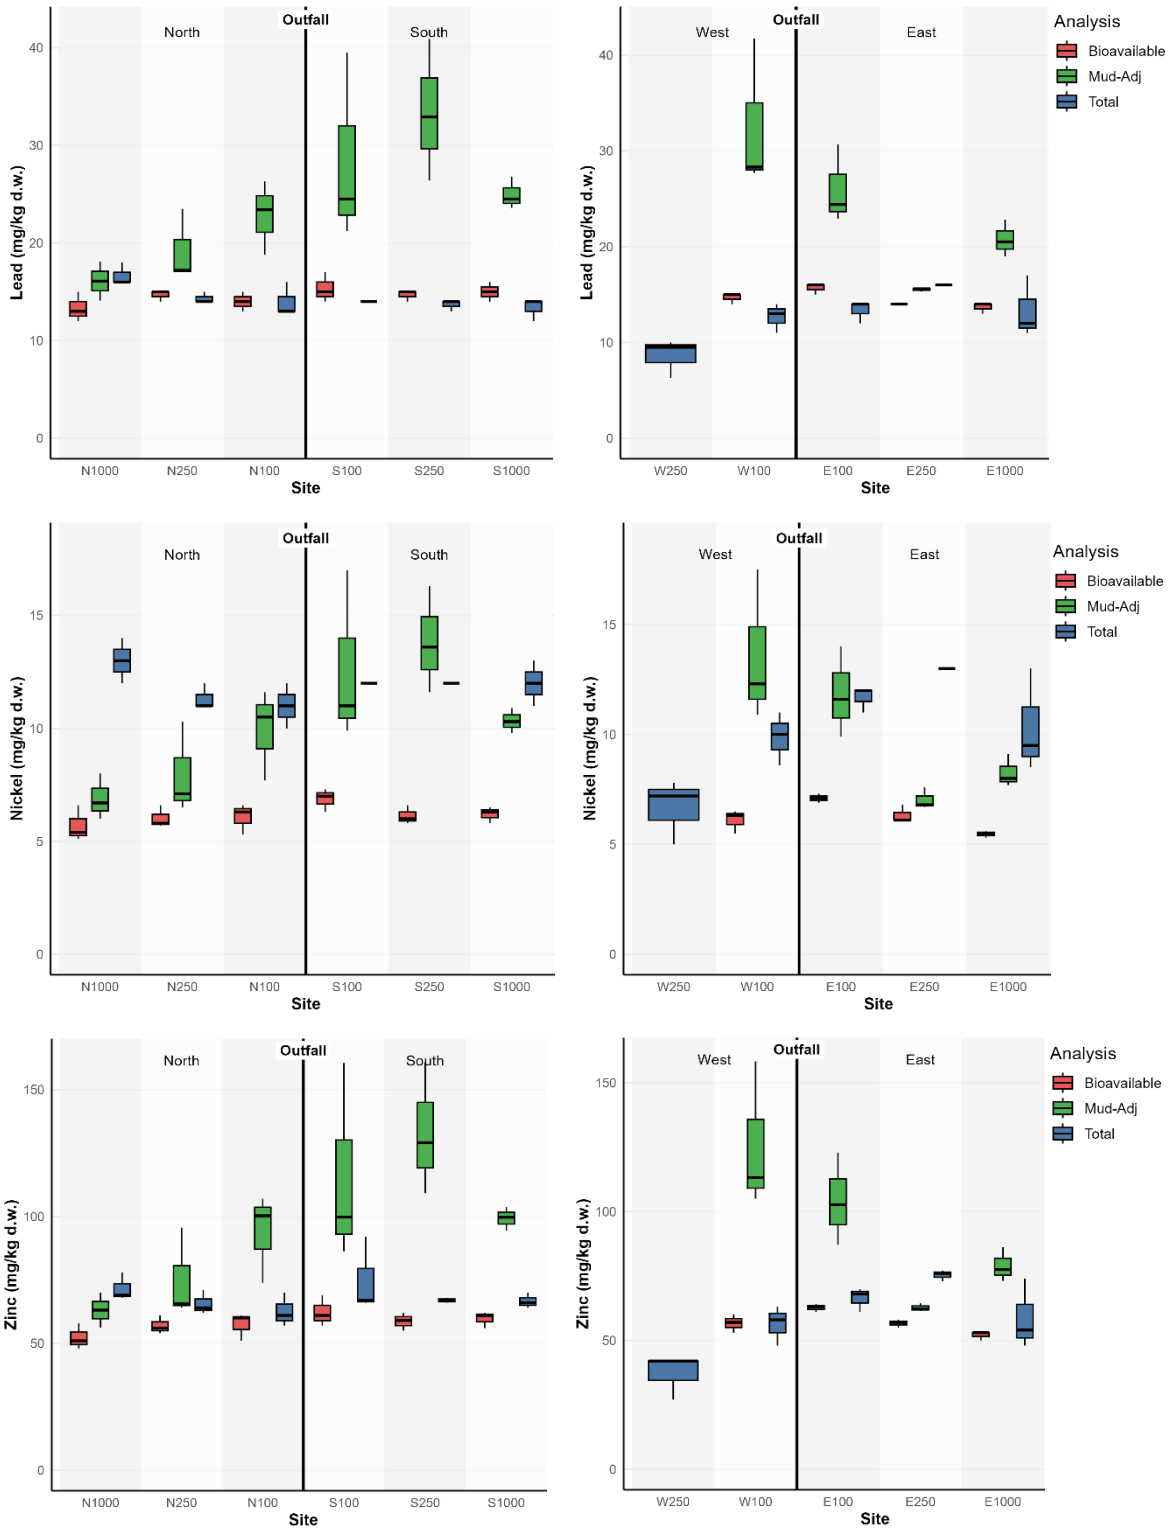 Outfall
North
South
40
30
20
10
0
Lead (mg/kg d.w.)
N1000 N250 N100 S100 S250 S1000
Site
Outfall
West
East
40
30
20
10
0
Lead (mg/kg d.w.)
W250 W100 E100 E250 E1000
Site
Analysis
Bioavailable
Mud-Adj
Total
Outfall
North
South
15
10
5
0
Nickel (mg/kg d.w.)
N1000 N250 N100 S100 S250 S1000
Site
Outfall
West
East
15
10
5
0
Nickel (mg/kg d.w.)
W250 W100 E100 E250 E1000
Site
Analysis
Bioavailable
Mud-Adj
Total
Outfall
North
South
150
100
50
0
Zinc (mg/kg d.w.)
N1000 N250 N100 S100 S250 S1000
Site
Outfall
West
East
150
100
50
0
Zinc (mg/kg d.w.)
W250 W100 E100 E250 E1000
Site
Analysis
Bioavailable
Mud-Adj
Total